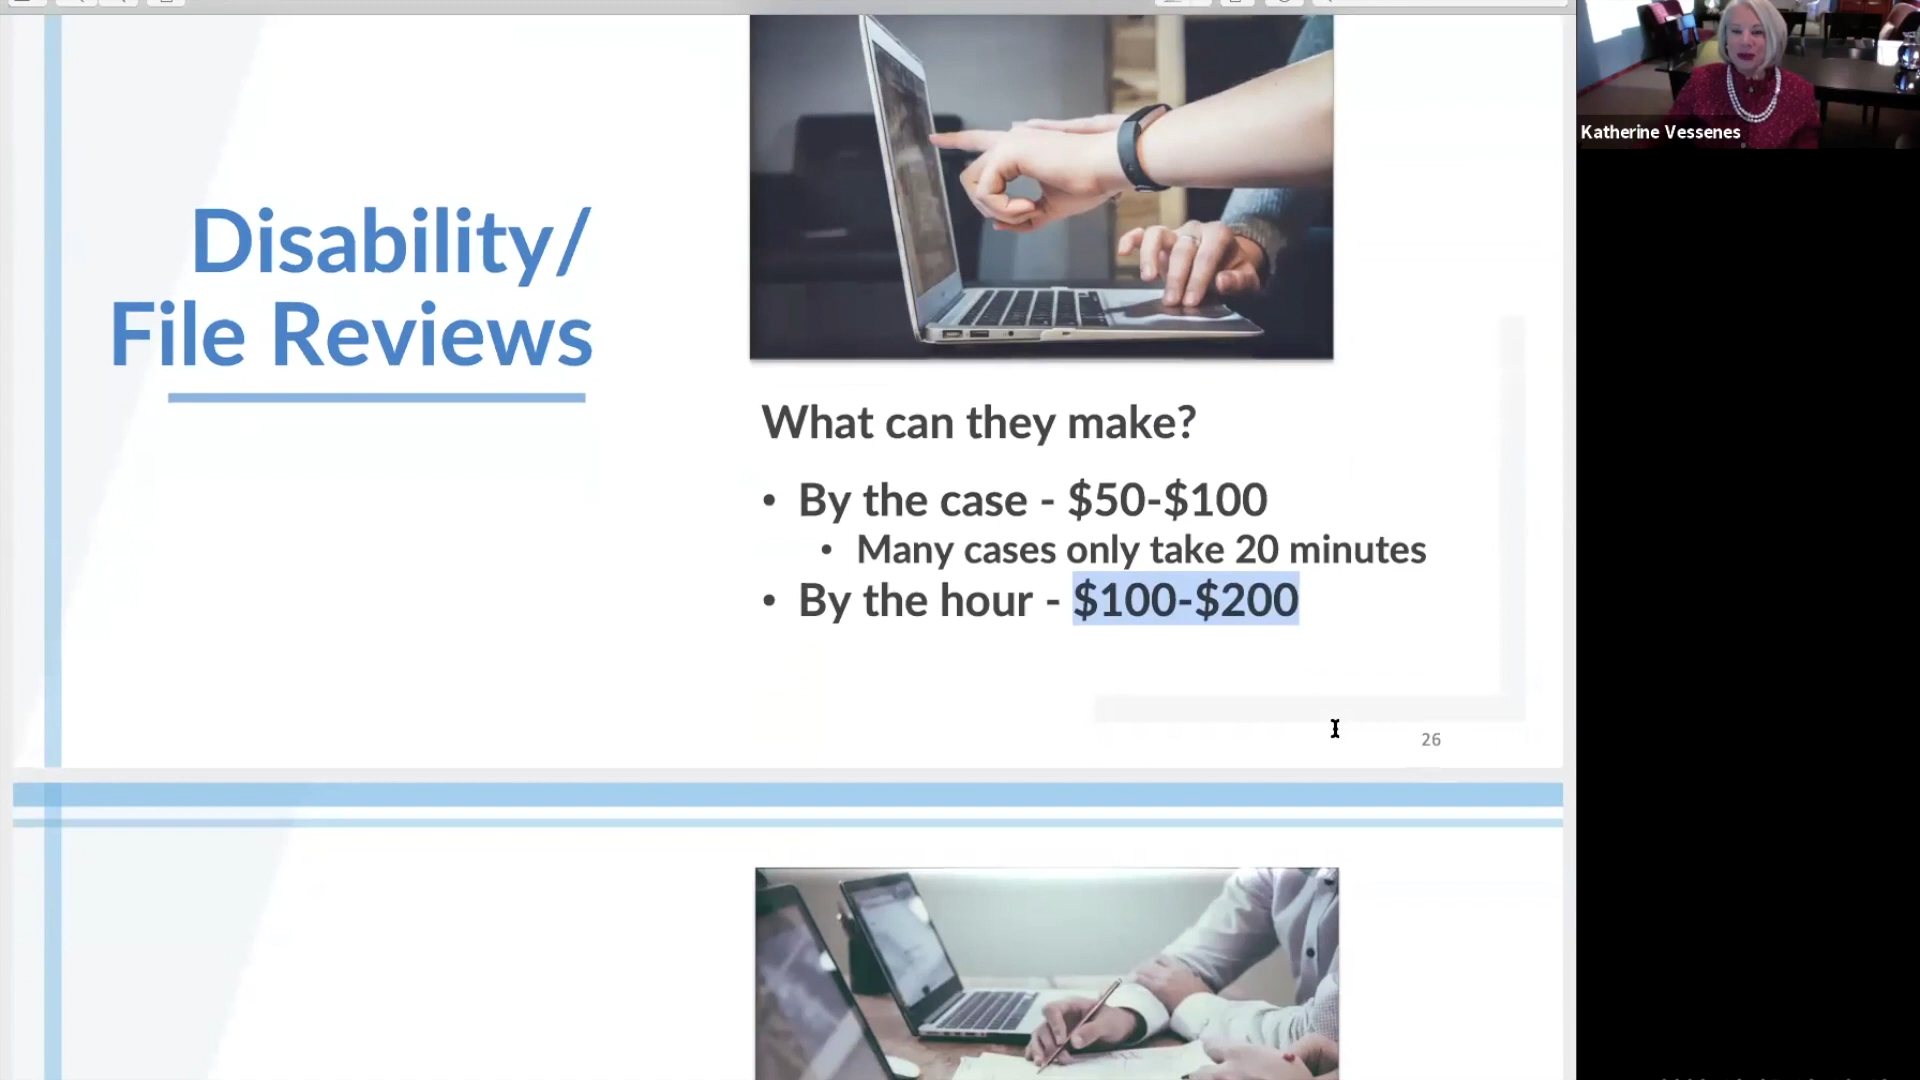 Disability/
File Reviews
What can they make?
• By the case - $50-$100
• Many cases only take 20 minutes
• By the hour - $100-$200
26
Katherine Vessenes